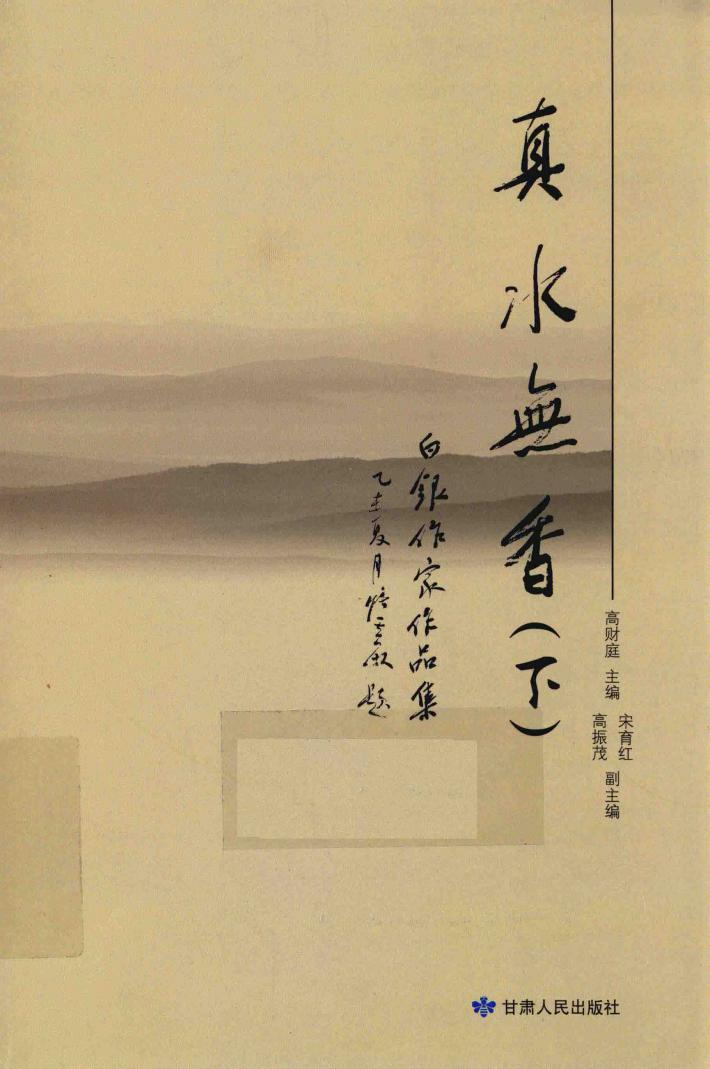 真水無香(下)
白銀作家作品集
乙未夏月
题
高财庭 主编
宋育红
高振茂
副主编
甘肃人民出版社